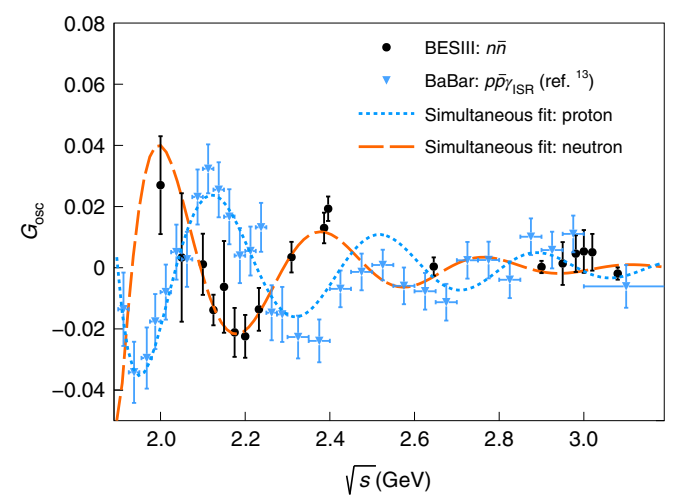 0.08
0.06
0.04
0.02
0
−0.02
−0.04
G_osc
BESIII: nn̄
BaBar: pp̄γ_ISR (ref. ¹³)
Simultaneous fit: proton
Simultaneous fit: neutron
2.0 2.2 2.4 2.6 2.8 3.0
√s (GeV)